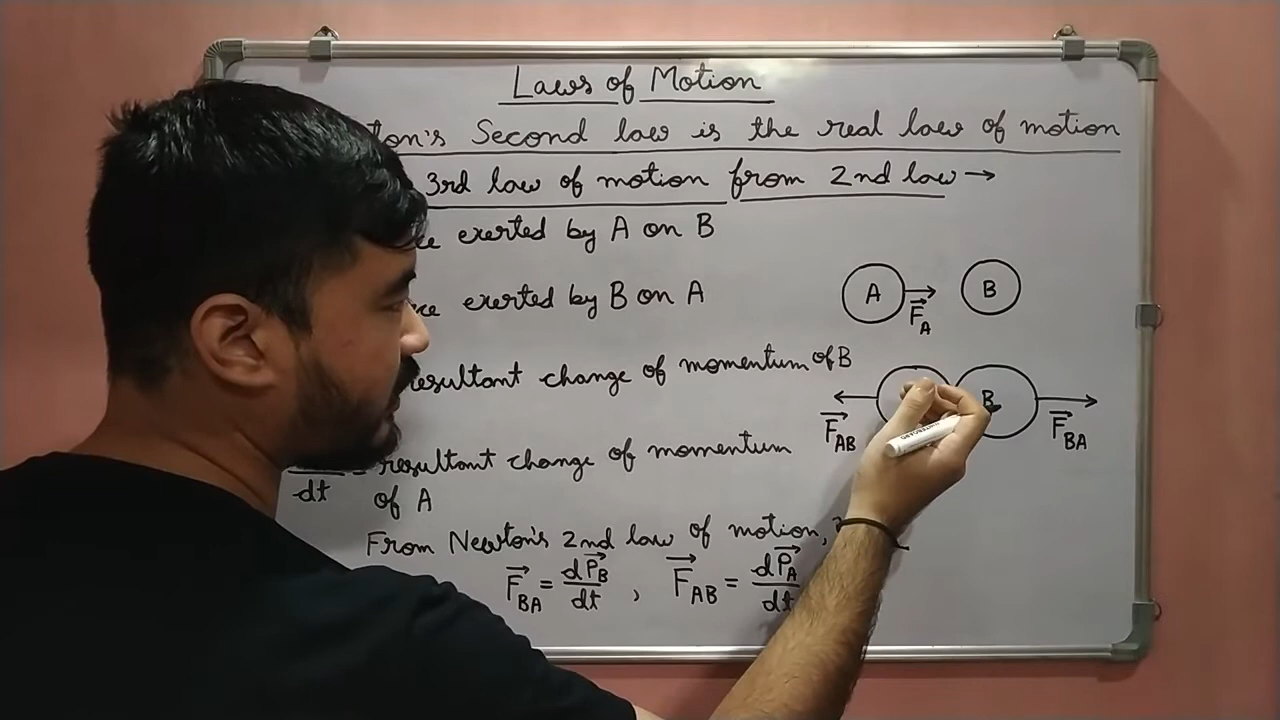 Laws of Motion
ton's Second law is the real law of motion
3rd law of motion from 2nd law →
ce exerted by A on B
rce exerted by B on A
resultant change of momentum of B
dt = resultant change of momentum
of A
From Newton's 2nd law of motion,
F_BA = dP_B/dt , F_AB = dP_A/dt
A F_A B
F_AB B F_BA